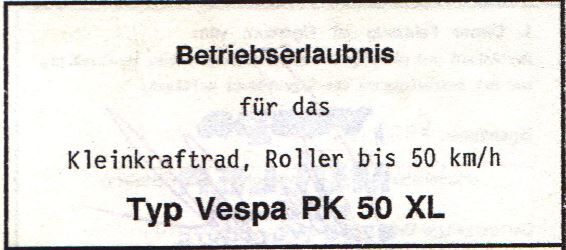 Betriebserlaubnis
für das
Kleinkraftrad, Roller bis 50 km/h
Typ Vespa PK 50 XL